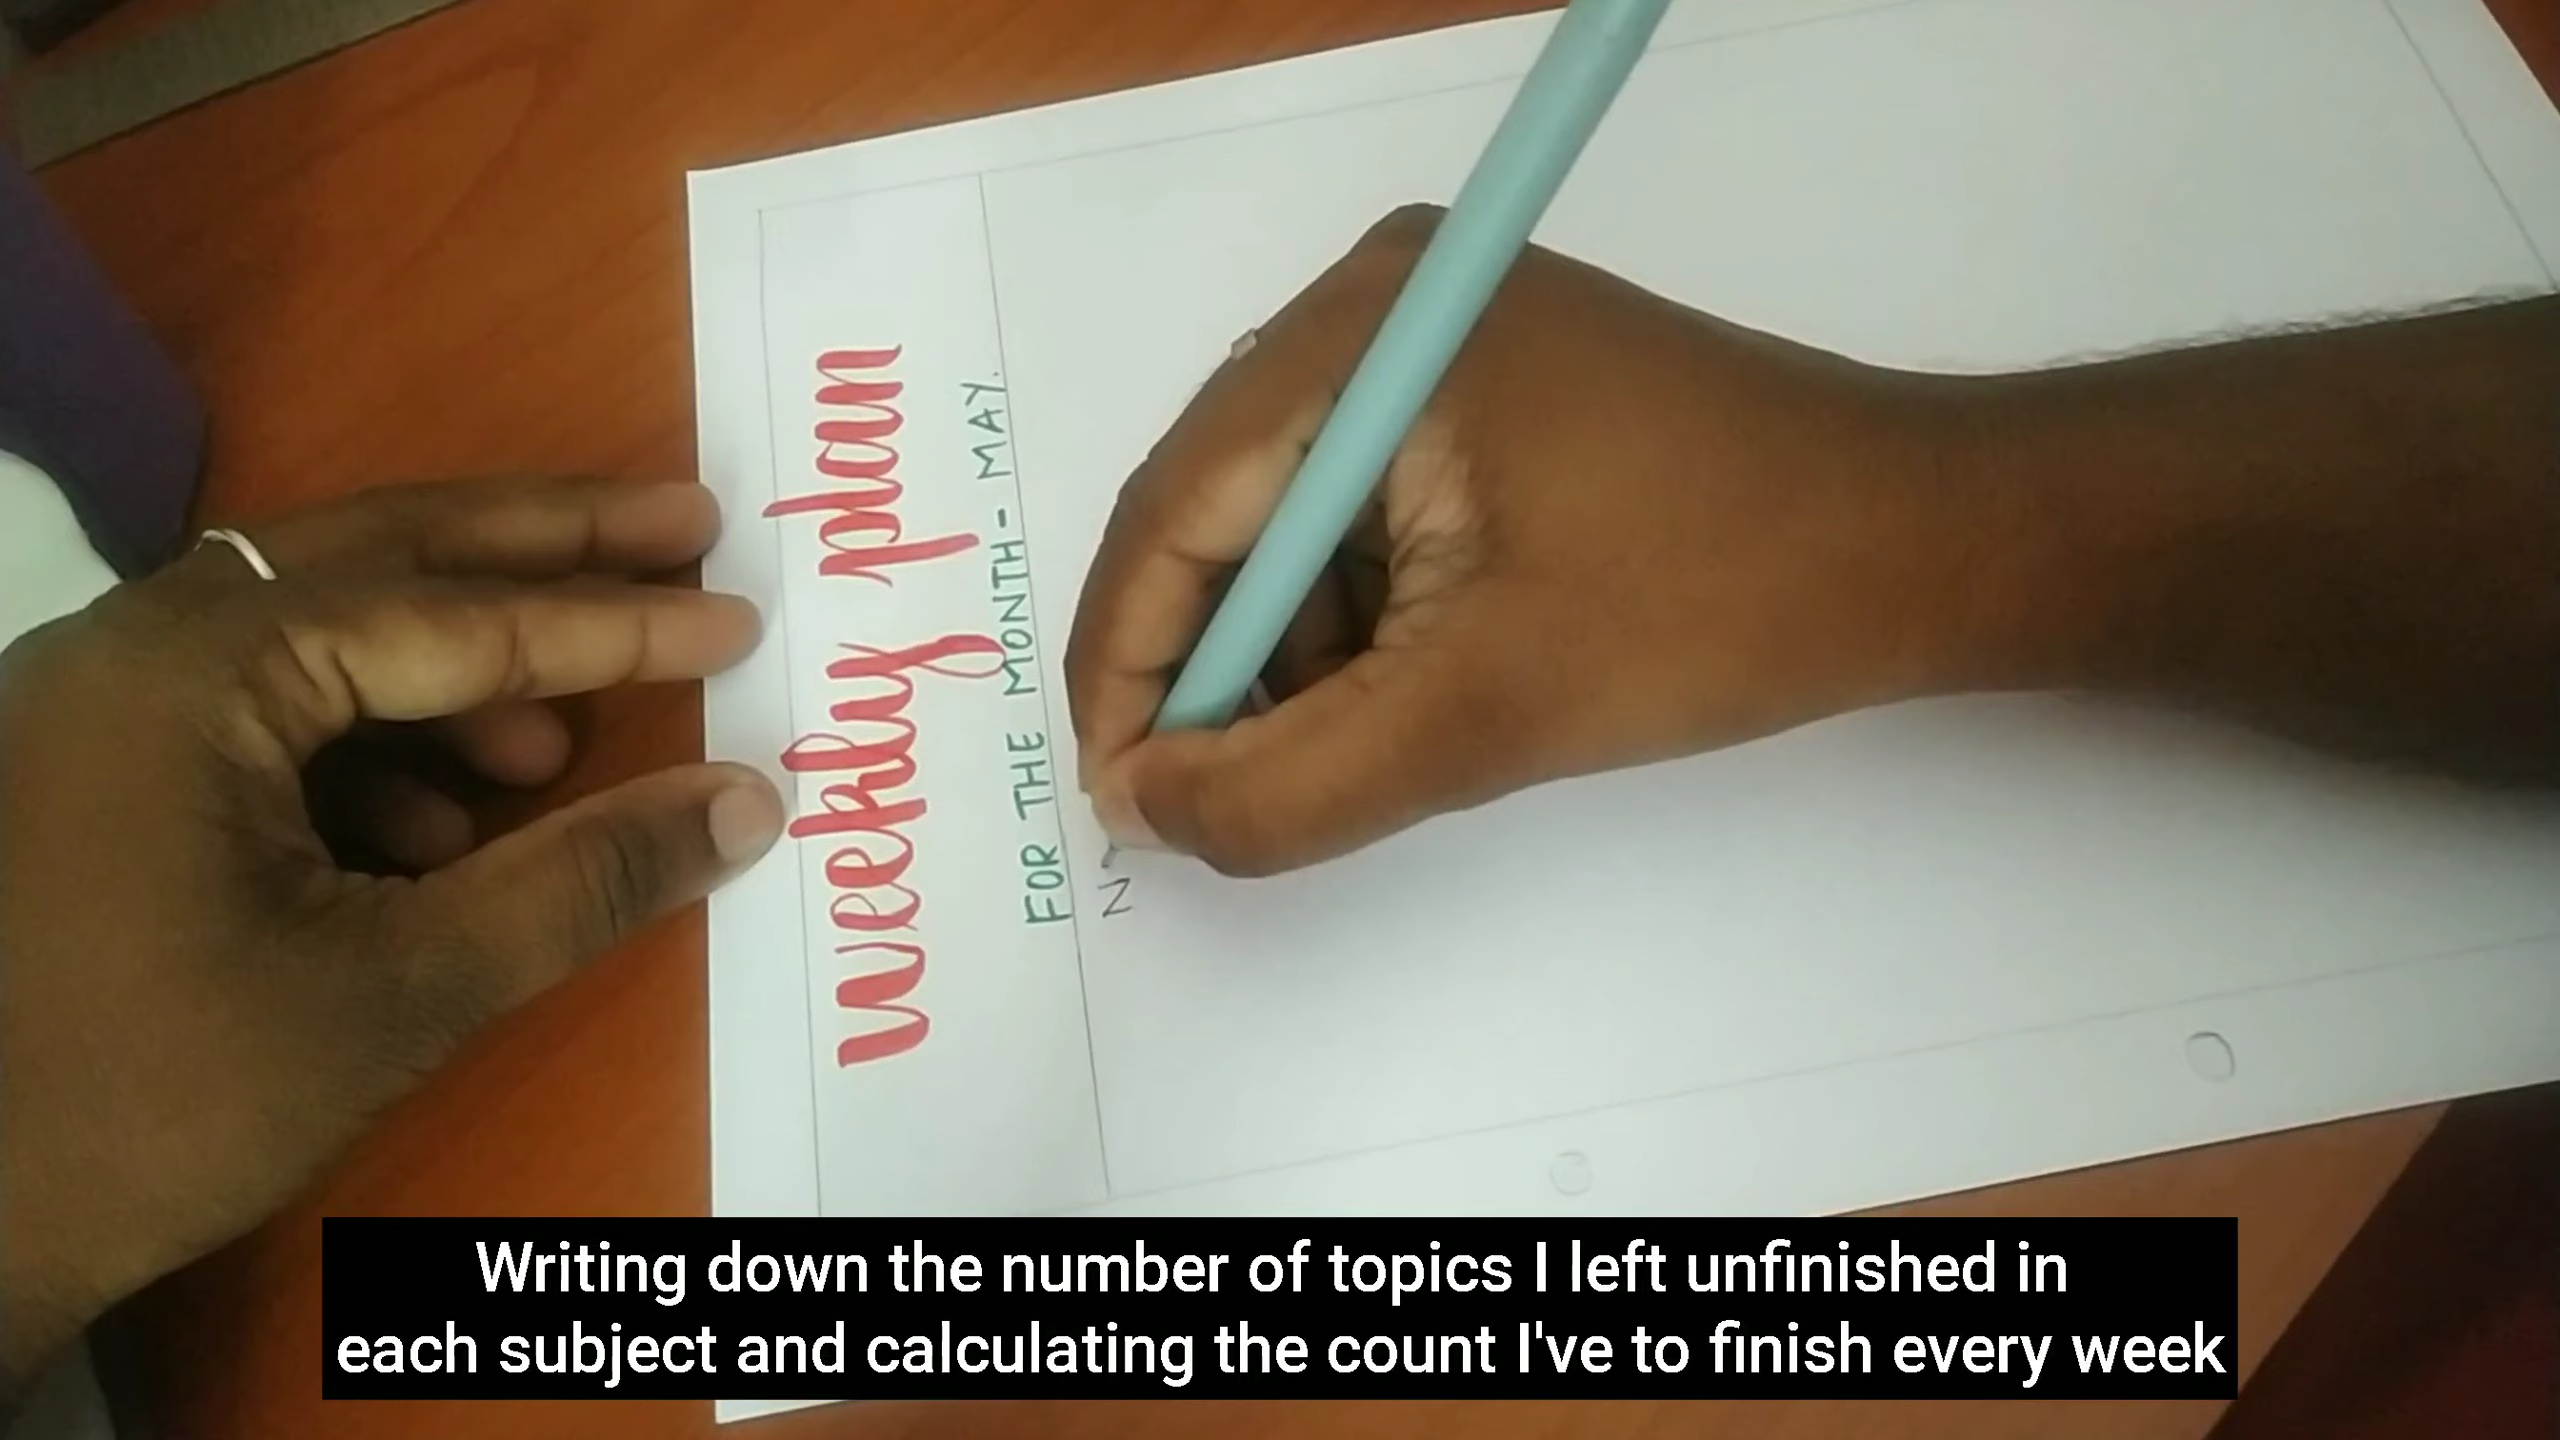 weekly plan
FOR THE MONTH - MAY.
N
Writing down the number of topics I left unfinished in
each subject and calculating the count I've to finish every week